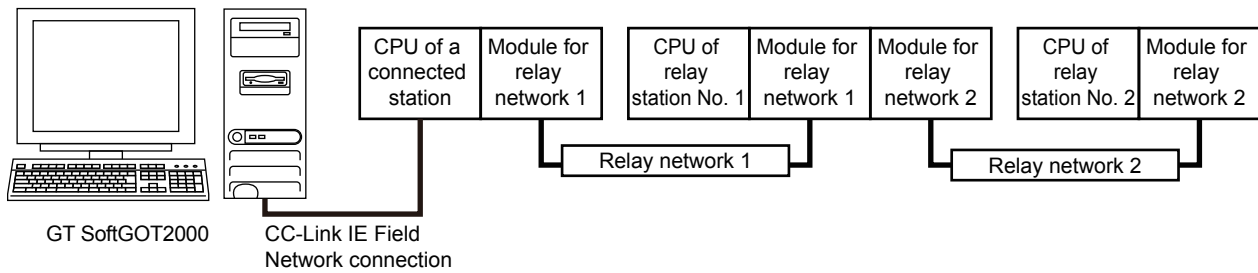 CPU of a
connected
station
Module for
relay
network 1
CPU of
relay
station No. 1
Module for
relay
network 1
Module for
relay
network 2
CPU of
relay
station No. 2
Module for
relay
network 2
Relay network 1
Relay network 2
GT SoftGOT2000
CC-Link IE Field
Network connection